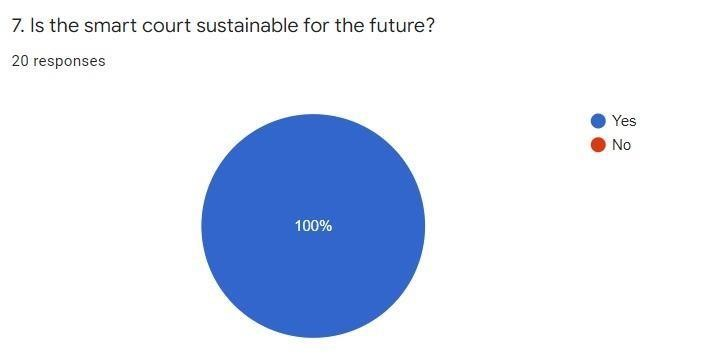 7. Is the smart court sustainable for the future?
20 responses
Yes
No
100%